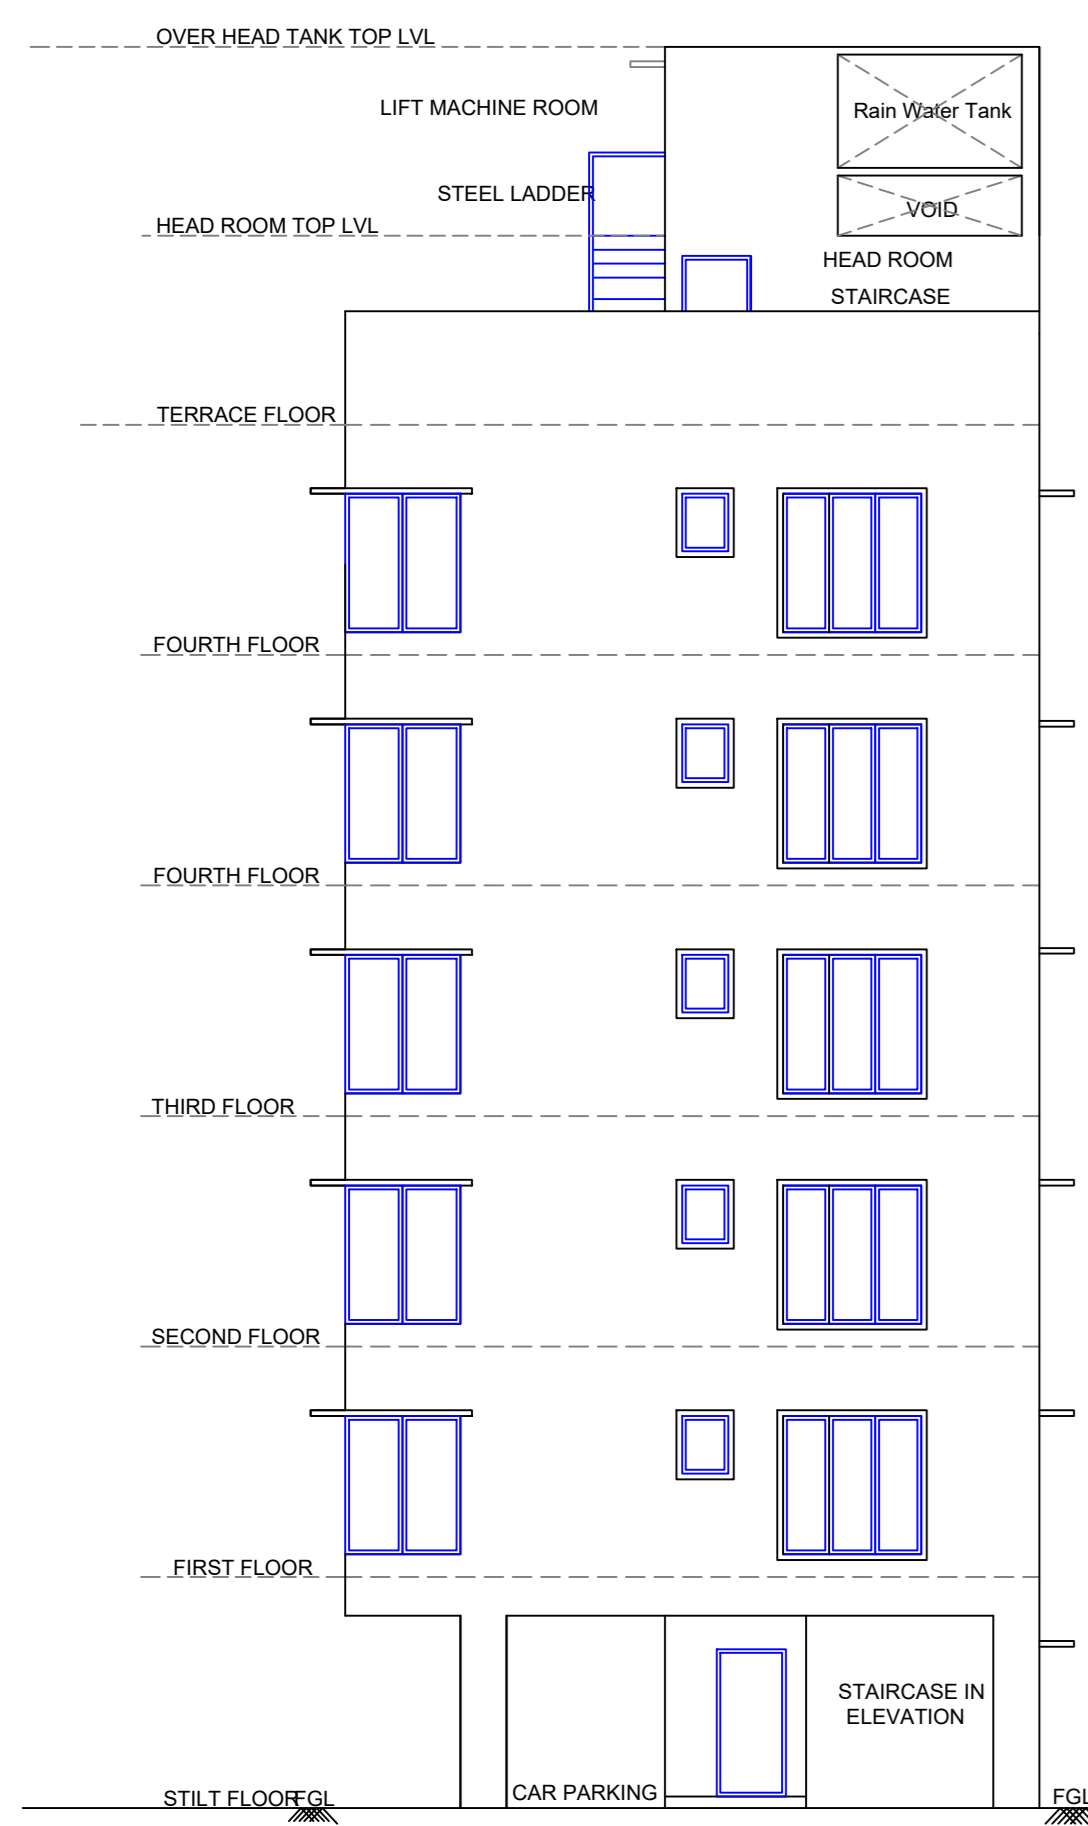 OVER HEAD TANK TOP LVL
LIFT MACHINE ROOM
Rain Water Tank
STEEL LADDER
VOID
HEAD ROOM TOP LVL
HEAD ROOM
STAIRCASE
TERRACE FLOOR
FOURTH FLOOR
FOURTH FLOOR
THIRD FLOOR
SECOND FLOOR
FIRST FLOOR
STAIRCASE IN
ELEVATION
CAR PARKING
STILT FLOOR
FGL
FGL